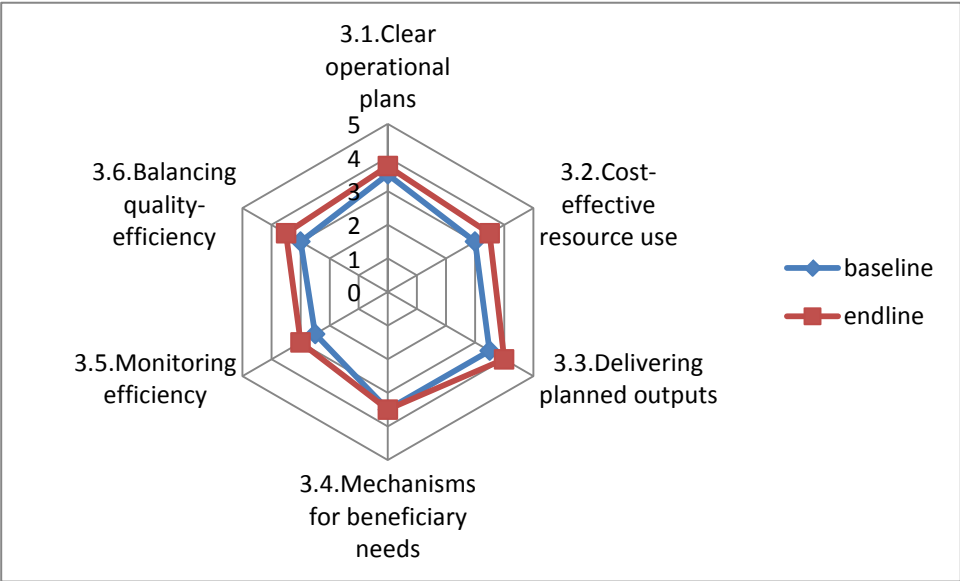 3.1.Clear
operational
plans
5
4
3
2
1
0
3.2.Cost-
effective
resource use
3.3.Delivering
planned outputs
3.4.Mechanisms
for beneficiary
needs
3.5.Monitoring
efficiency
3.6.Balancing
quality-
efficiency
baseline
endline